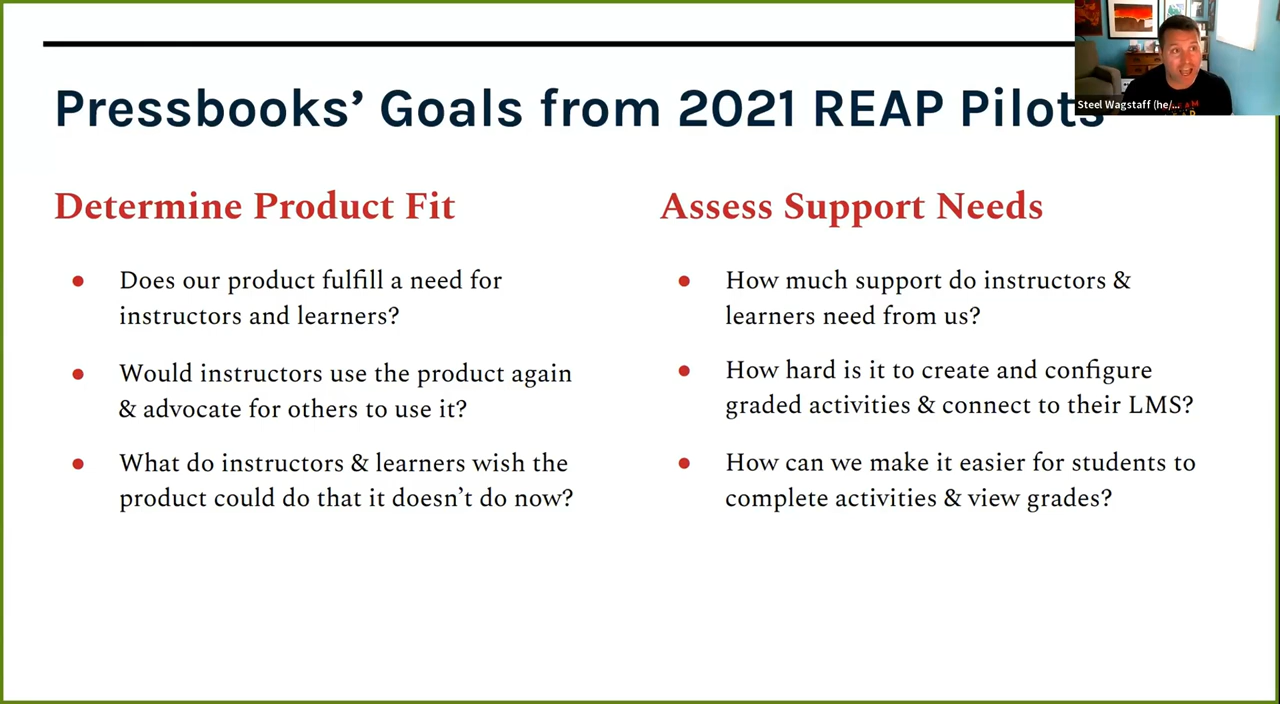 Pressbooks’ Goals from 2021 REAP Pilots
Steel Wagstaff (he/...
Determine Product Fit
Does our product fulfill a need for
instructors and learners?
Would instructors use the product again
& advocate for others to use it?
What do instructors & learners wish the
product could do that it doesn’t do now?
Assess Support Needs
How much support do instructors &
learners need from us?
How hard is it to create and configure
graded activities & connect to their LMS?
How can we make it easier for students to
complete activities & view grades?